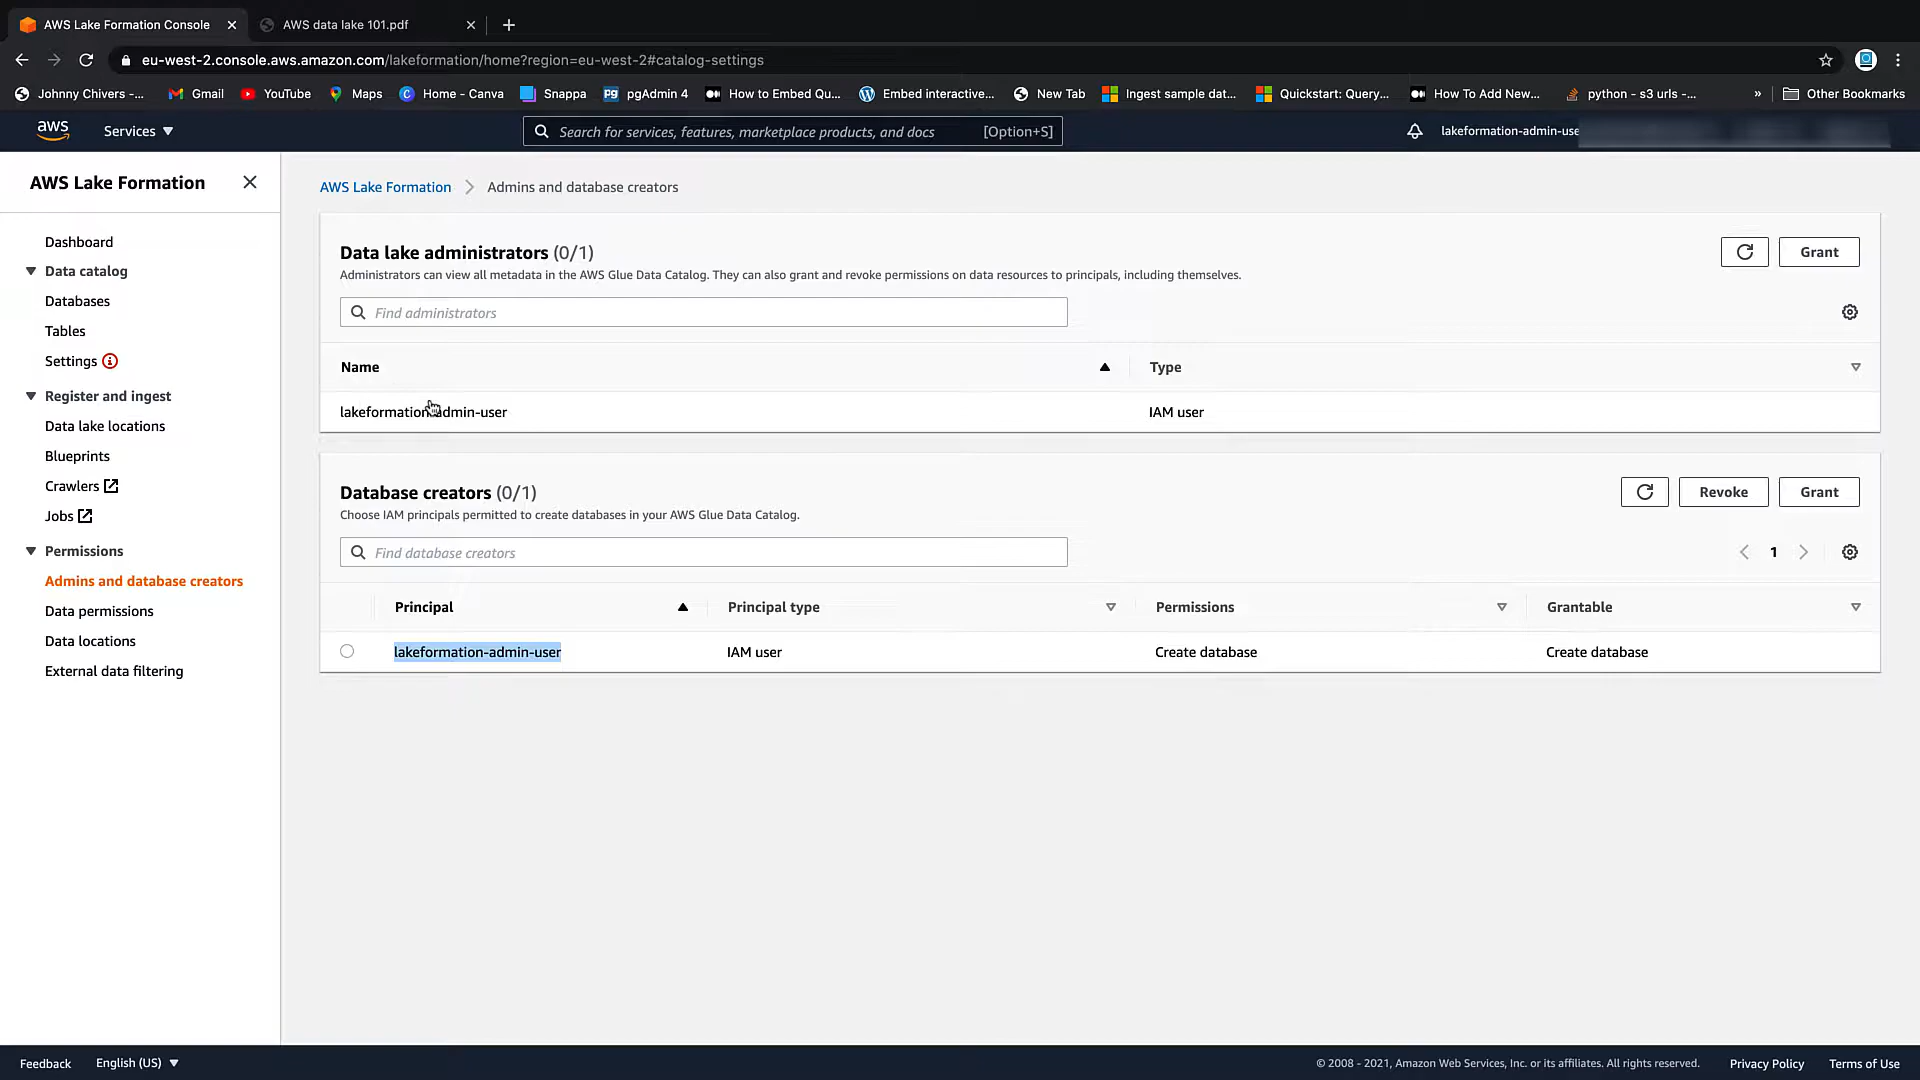 AWS Lake Formation Console
AWS data lake 101.pdf
eu-west-2.console.aws.amazon.com/lakeformation/home?region=eu-west-2#catalog-settings
Johnny Chivers -...
Gmail
YouTube
Maps
Home - Canva
Snappa
pgAdmin 4
How to Embed Qu...
Embed interactive...
New Tab
Ingest sample dat...
Quickstart: Query,...
How To Add New...
python - s3 urls -...
»
Other Bookmarks
aws
Services
Search for services, features, marketplace products, and docs
[Option+S]
lakeformation-admin-use
AWS Lake Formation
Dashboard
Data catalog
Databases
Tables
Settings
Register and ingest
Data lake locations
Blueprints
Crawlers
Jobs
Permissions
Admins and database creators
Data permissions
Data locations
External data filtering
AWS Lake Formation > Admins and database creators
Data lake administrators (0/1)
Administrators can view all metadata in the AWS Glue Data Catalog. They can also grant and revoke permissions on data resources to principals, including themselves.
Grant
Find administrators
Name Type
lakeformation-admin-user IAM user
Database creators (0/1)
Choose IAM principals permitted to create databases in your AWS Glue Data Catalog.
Revoke
Grant
Find database creators
1
Principal Principal type Permissions Grantable
lakeformation-admin-user IAM user Create database Create database
Feedback
English (US)
© 2008 - 2021, Amazon Web Services, Inc. or its affiliates. All rights reserved.
Privacy Policy
Terms of Use